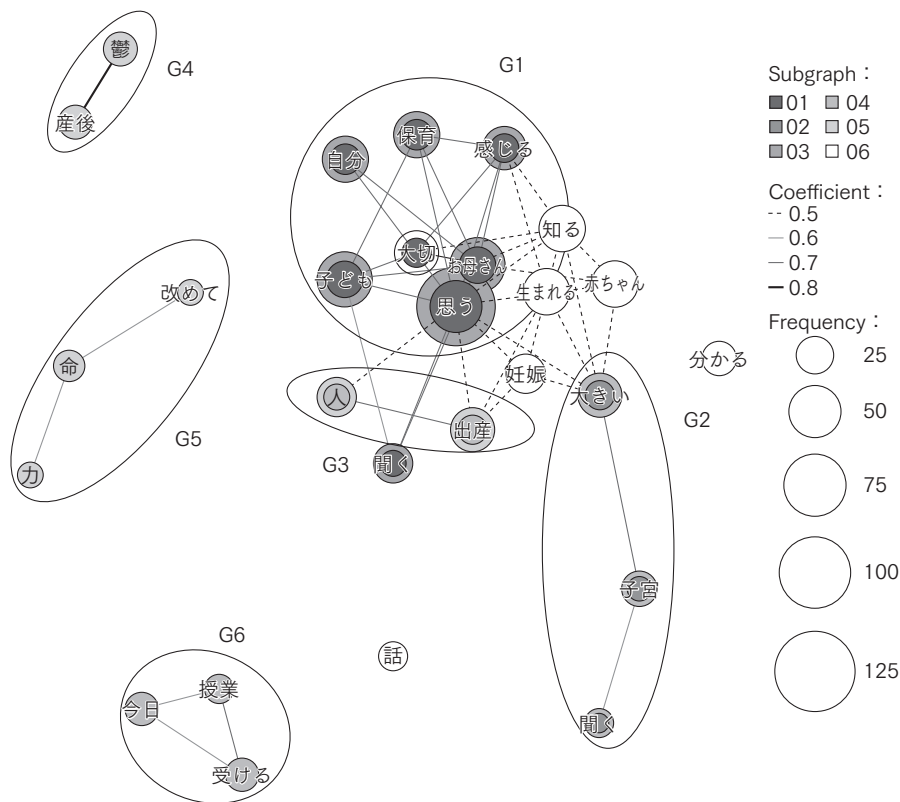 鬱
産後
G4
G1
保育
自分
感じる
知る
大切
お母さん
子ども
生まれる
赤ちゃん
思う
妊娠
分かる
大きい
G2
人
出産
聞く
G3
改めて
命
力
G5
子宮
聞く
G6
授業
今日
受ける
話
Subgraph：
01 04
02 05
03 06
Coefficient：
0.5
0.6
0.7
0.8
Frequency：
25
50
75
100
125